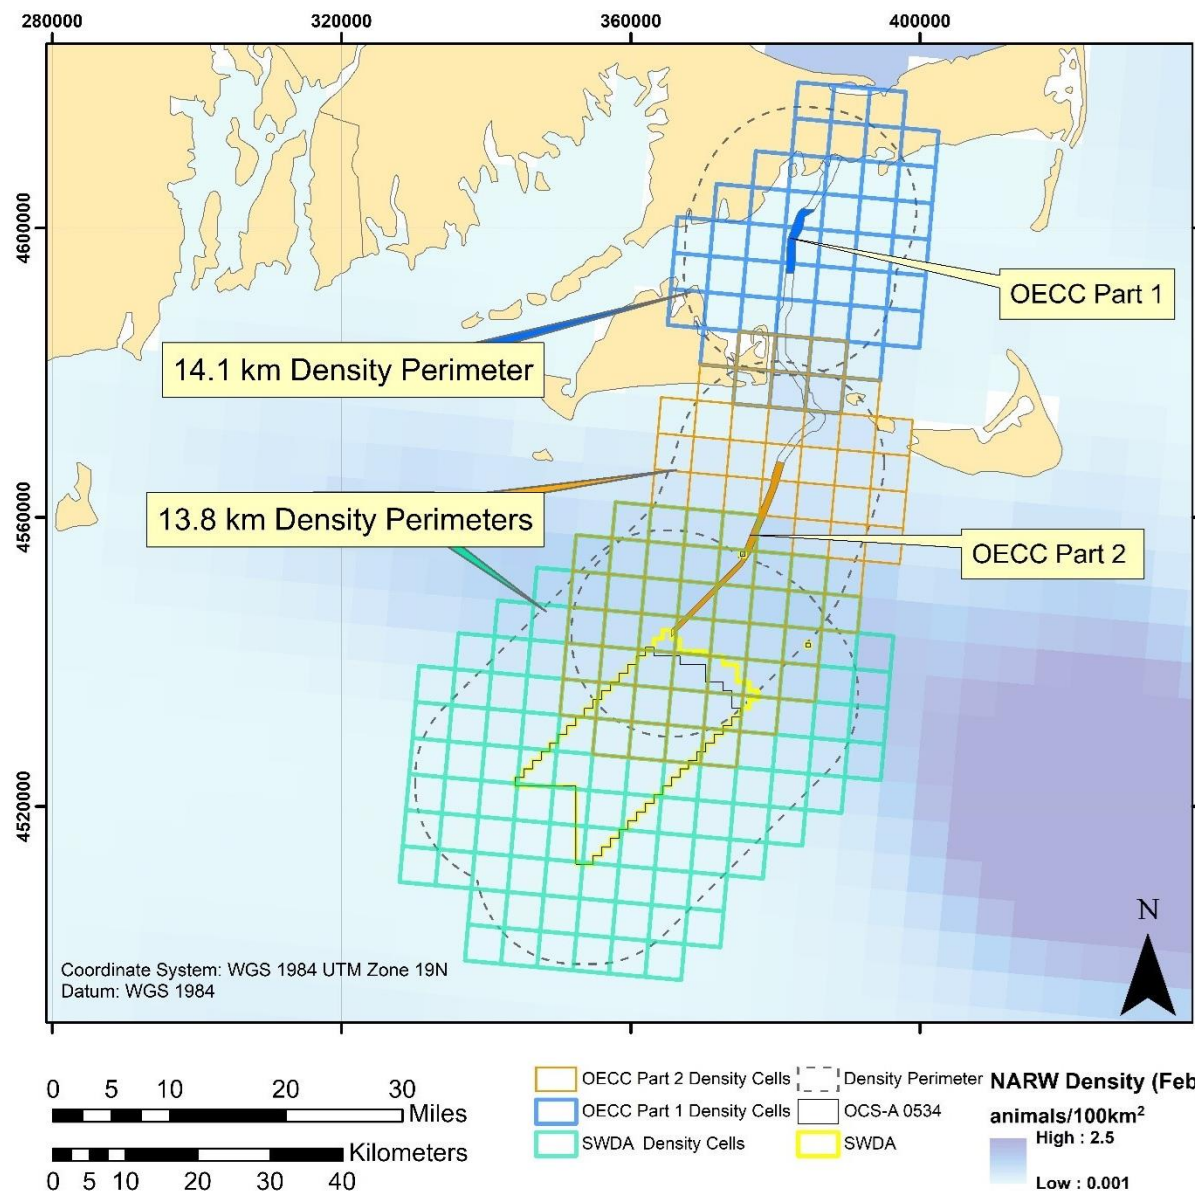 280000 320000 360000 400000
4600000
OECC Part 1
14.1 km Density Perimeter
4560000
13.8 km Density Perimeters
OECC Part 2
4520000
N
Coordinate System: WGS 1984 UTM Zone 19N
Datum: WGS 1984
0 5 10 20 30
Miles
Kilometers
0 5 10 20 30 40
OECC Part 2 Density Cells
OECC Part 1 Density Cells
SWDA Density Cells
Density Perimeter
OCS-A 0534
SWDA
NARW Density (Feb
animals/100km²
High : 2.5
Low : 0.001